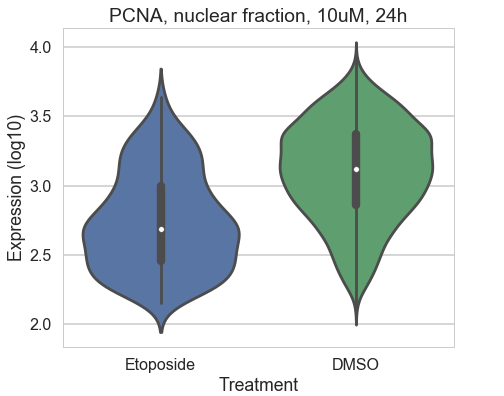 PCNA, nuclear fraction, 10uM, 24h
Expression (log10)
4.0
3.5
3.0
2.5
2.0
Etoposide
DMSO
Treatment